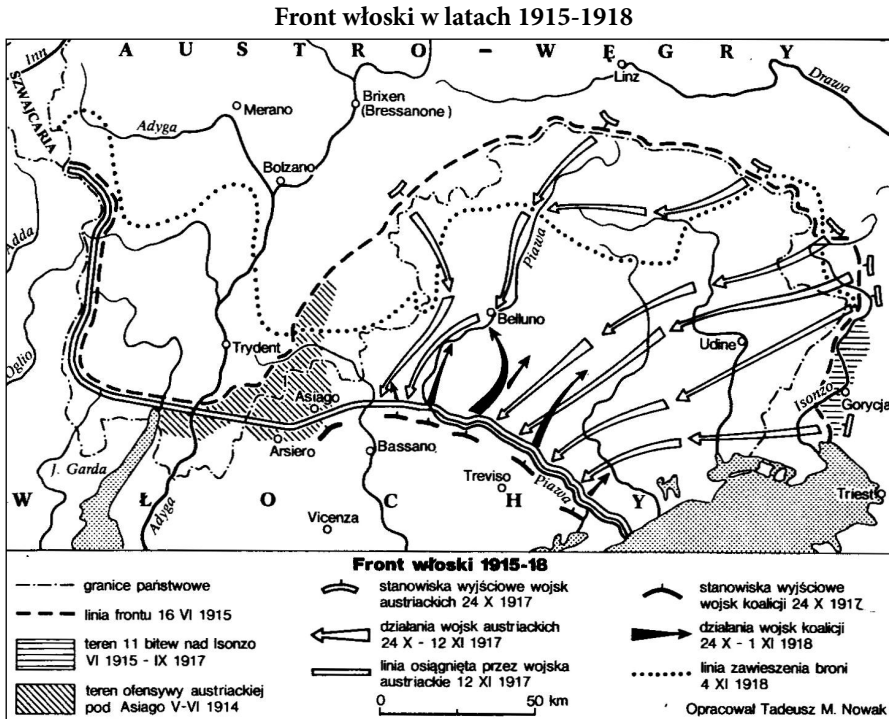 Front włoski w latach 1915-1918
A U S T R O - W Ę G R Y
Inn
SZWAJCARIA
Linz
Drawa
Merano
Brixen
(Bressanone)
Adyga
Bolzano
Adda
Piawa
Belluno
Oglio
Trydent
Udine
Asiago
Isonzo
Gorycja
Arsiero
Bassano
J. Garda
Treviso
Piawa
Triest
W Ł O C H Y
Adyga
Vicenza
Front włoski 1915-18
granice państwowe
linia frontu 16 VI 1915
teren 11 bitew nad Isonzo
VI 1915 - IX 1917
teren ofensywy austriackiej
pod Asiago V-VI 1914
stanowiska wyjściowe wojsk
austriackich 24 X 1917
działania wojsk austriackich
24 X - 12 XI 1917
linia osiągnięta przez wojska
austriackie 12 XI 1917
0 50 km
stanowiska wyjściowe
wojsk koalicji 24 X 1917
działania wojsk koalicji
24 X - 1 XI 1918
linia zawieszenia broni
4 XI 1918
Opracował Tadeusz M. Nowak